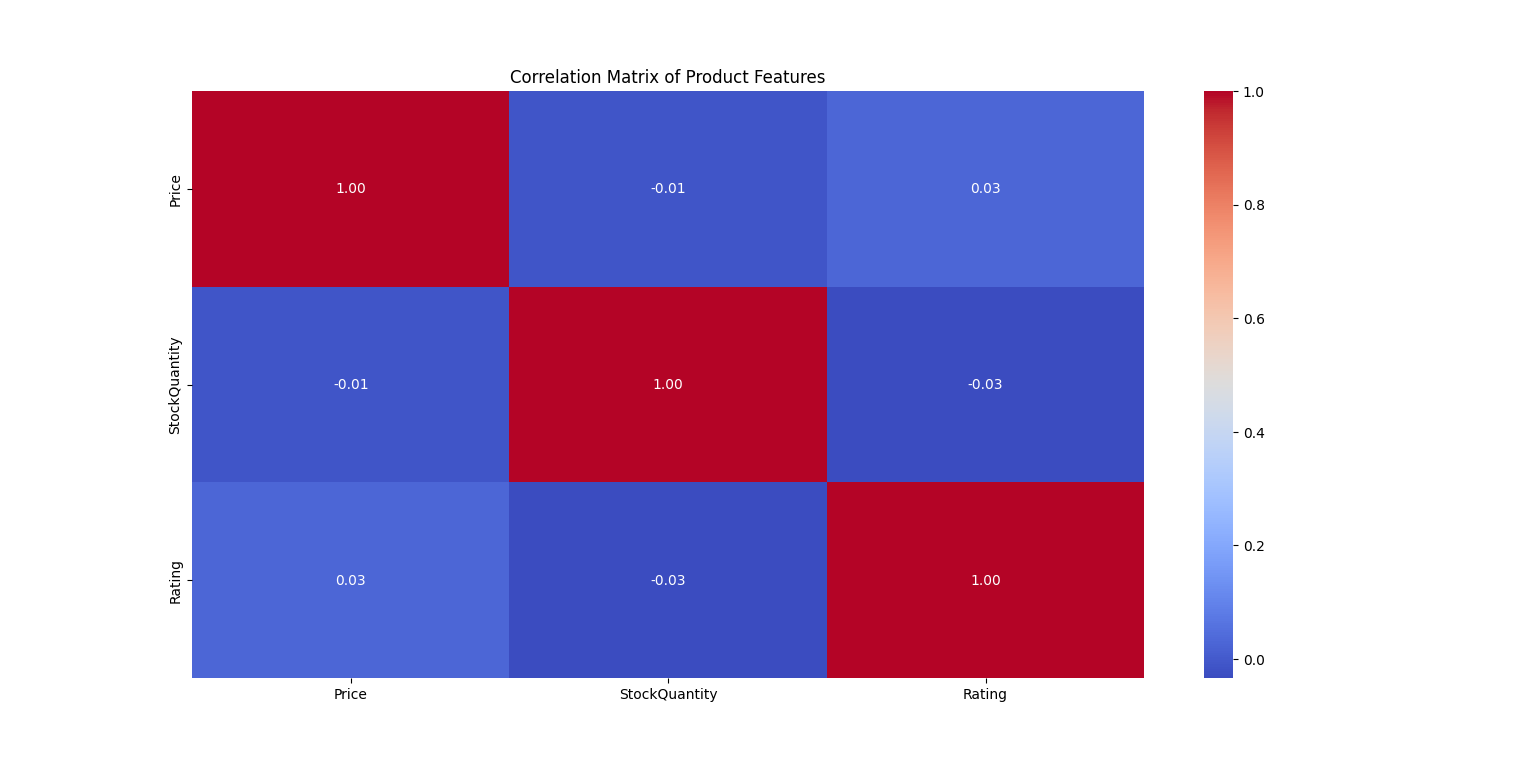 Correlation Matrix of Product Features
Price
1.00
-0.01
0.03
StockQuantity
-0.01
1.00
-0.03
Rating
0.03
-0.03
1.00
Price
StockQuantity
Rating
1.0
0.8
0.6
0.4
0.2
0.0